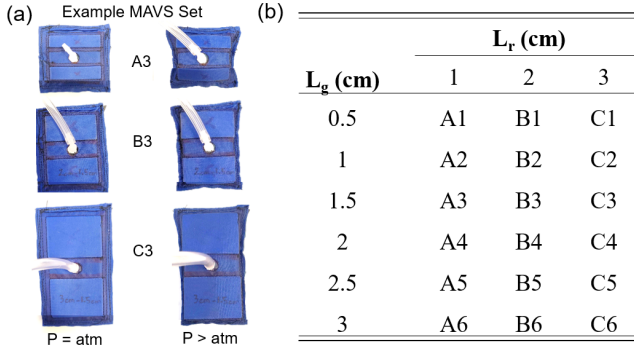 (a)
Example MAVS Set
A3
B3
C3
P = atm
P > atm
(b)
L_r (cm)
L_g (cm)
1 2 3
0.5 A1 B1 C1
1 A2 B2 C2
1.5 A3 B3 C3
2 A4 B4 C4
2.5 A5 B5 C5
3 A6 B6 C6